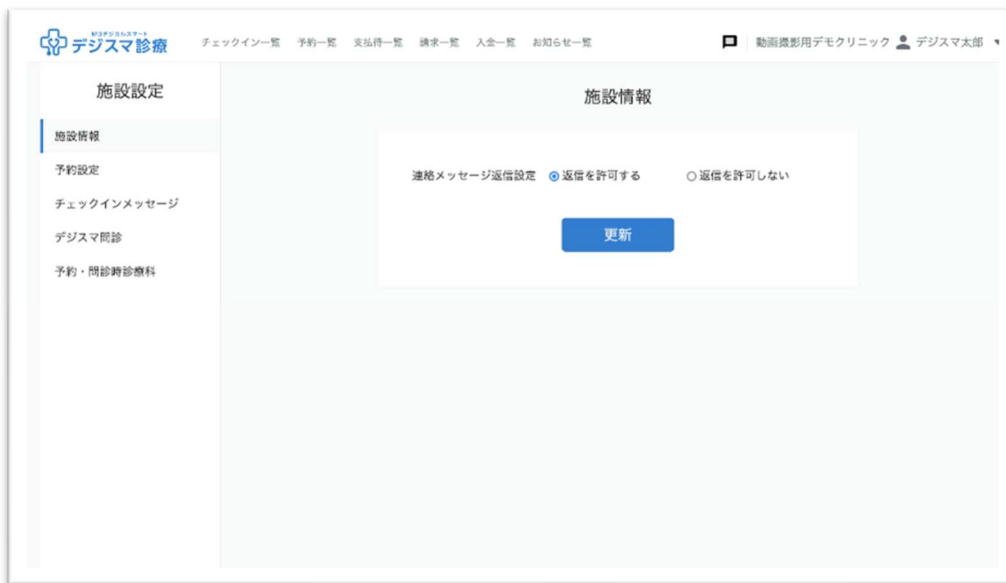 M3デジカルスマート
デジスマ診療
チェックイン一覧 予約一覧 支払待一覧 請求一覧 入金一覧 お知らせ一覧
動画撮影用デモクリニック デジスマ太郎
施設設定
施設情報
予約設定
チェックインメッセージ
デジスマ問診
予約・問診時診療科
施設情報
連絡メッセージ返信設定 返信を許可する 返信を許可しない
更新